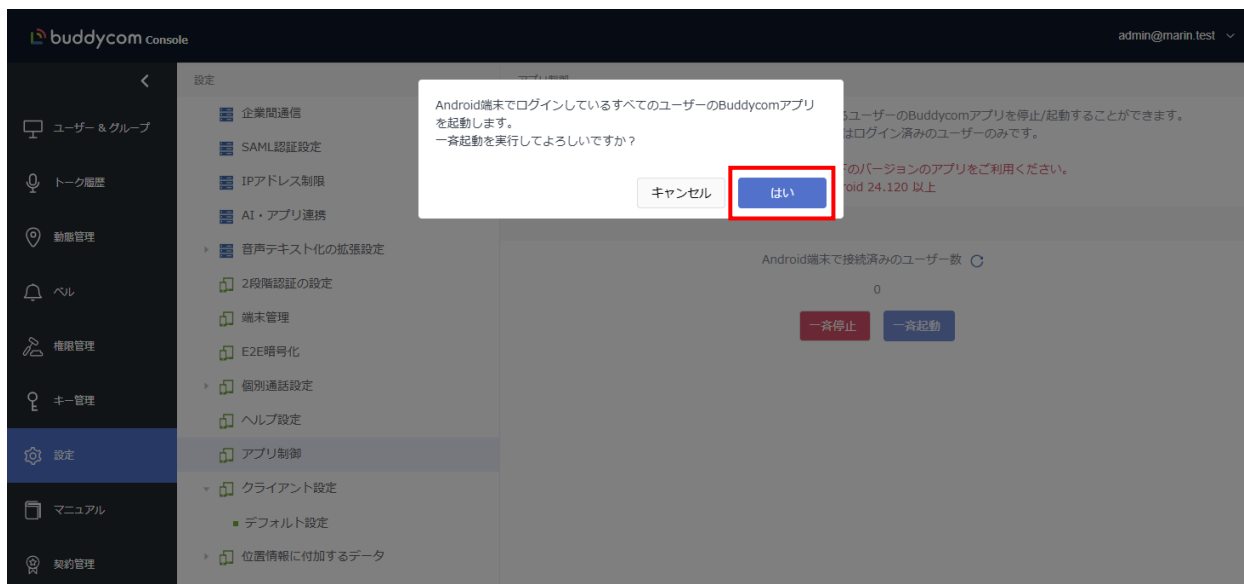 buddycom Console
admin@marin.test
ユーザー & グループ
トーク履歴
動態管理
ベル
権限管理
キー管理
設定
マニュアル
契約管理
設定
企業間通信
SAML認証設定
IPアドレス制限
AI・アプリ連携
音声テキスト化の拡張設定
2段階認証の設定
端末管理
E2E暗号化
個別通話設定
ヘルプ設定
アプリ制御
クライアント設定
デフォルト設定
位置情報に付加するデータ
アプリ制御
Android端末でログインしているすべてのユーザーのBuddycomアプリ
を起動します。
一斉起動を実行してよろしいですか？
キャンセル
はい
るユーザーのBuddycomアプリを停止/起動することができます。
はログイン済みのユーザーのみです。
下のバージョンのアプリをご利用ください。
roid 24.120 以上
Android端末で接続済みのユーザー数
0
一斉停止
一斉起動